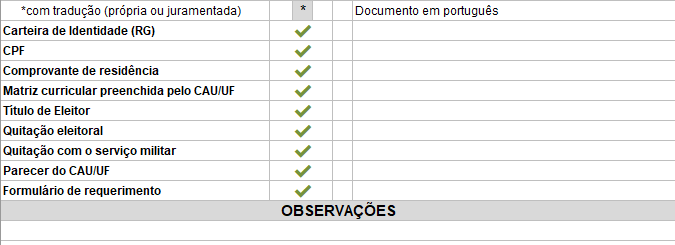 *com tradução (própria ou juramentada) * Documento em português
Carteira de Identidade (RG)
CPF
Comprovante de residência
Matriz curricular preenchida pelo CAU/UF
Título de Eleitor
Quitação eleitoral
Quitação com o serviço militar
Parecer do CAU/UF
Formulário de requerimento
OBSERVAÇÕES